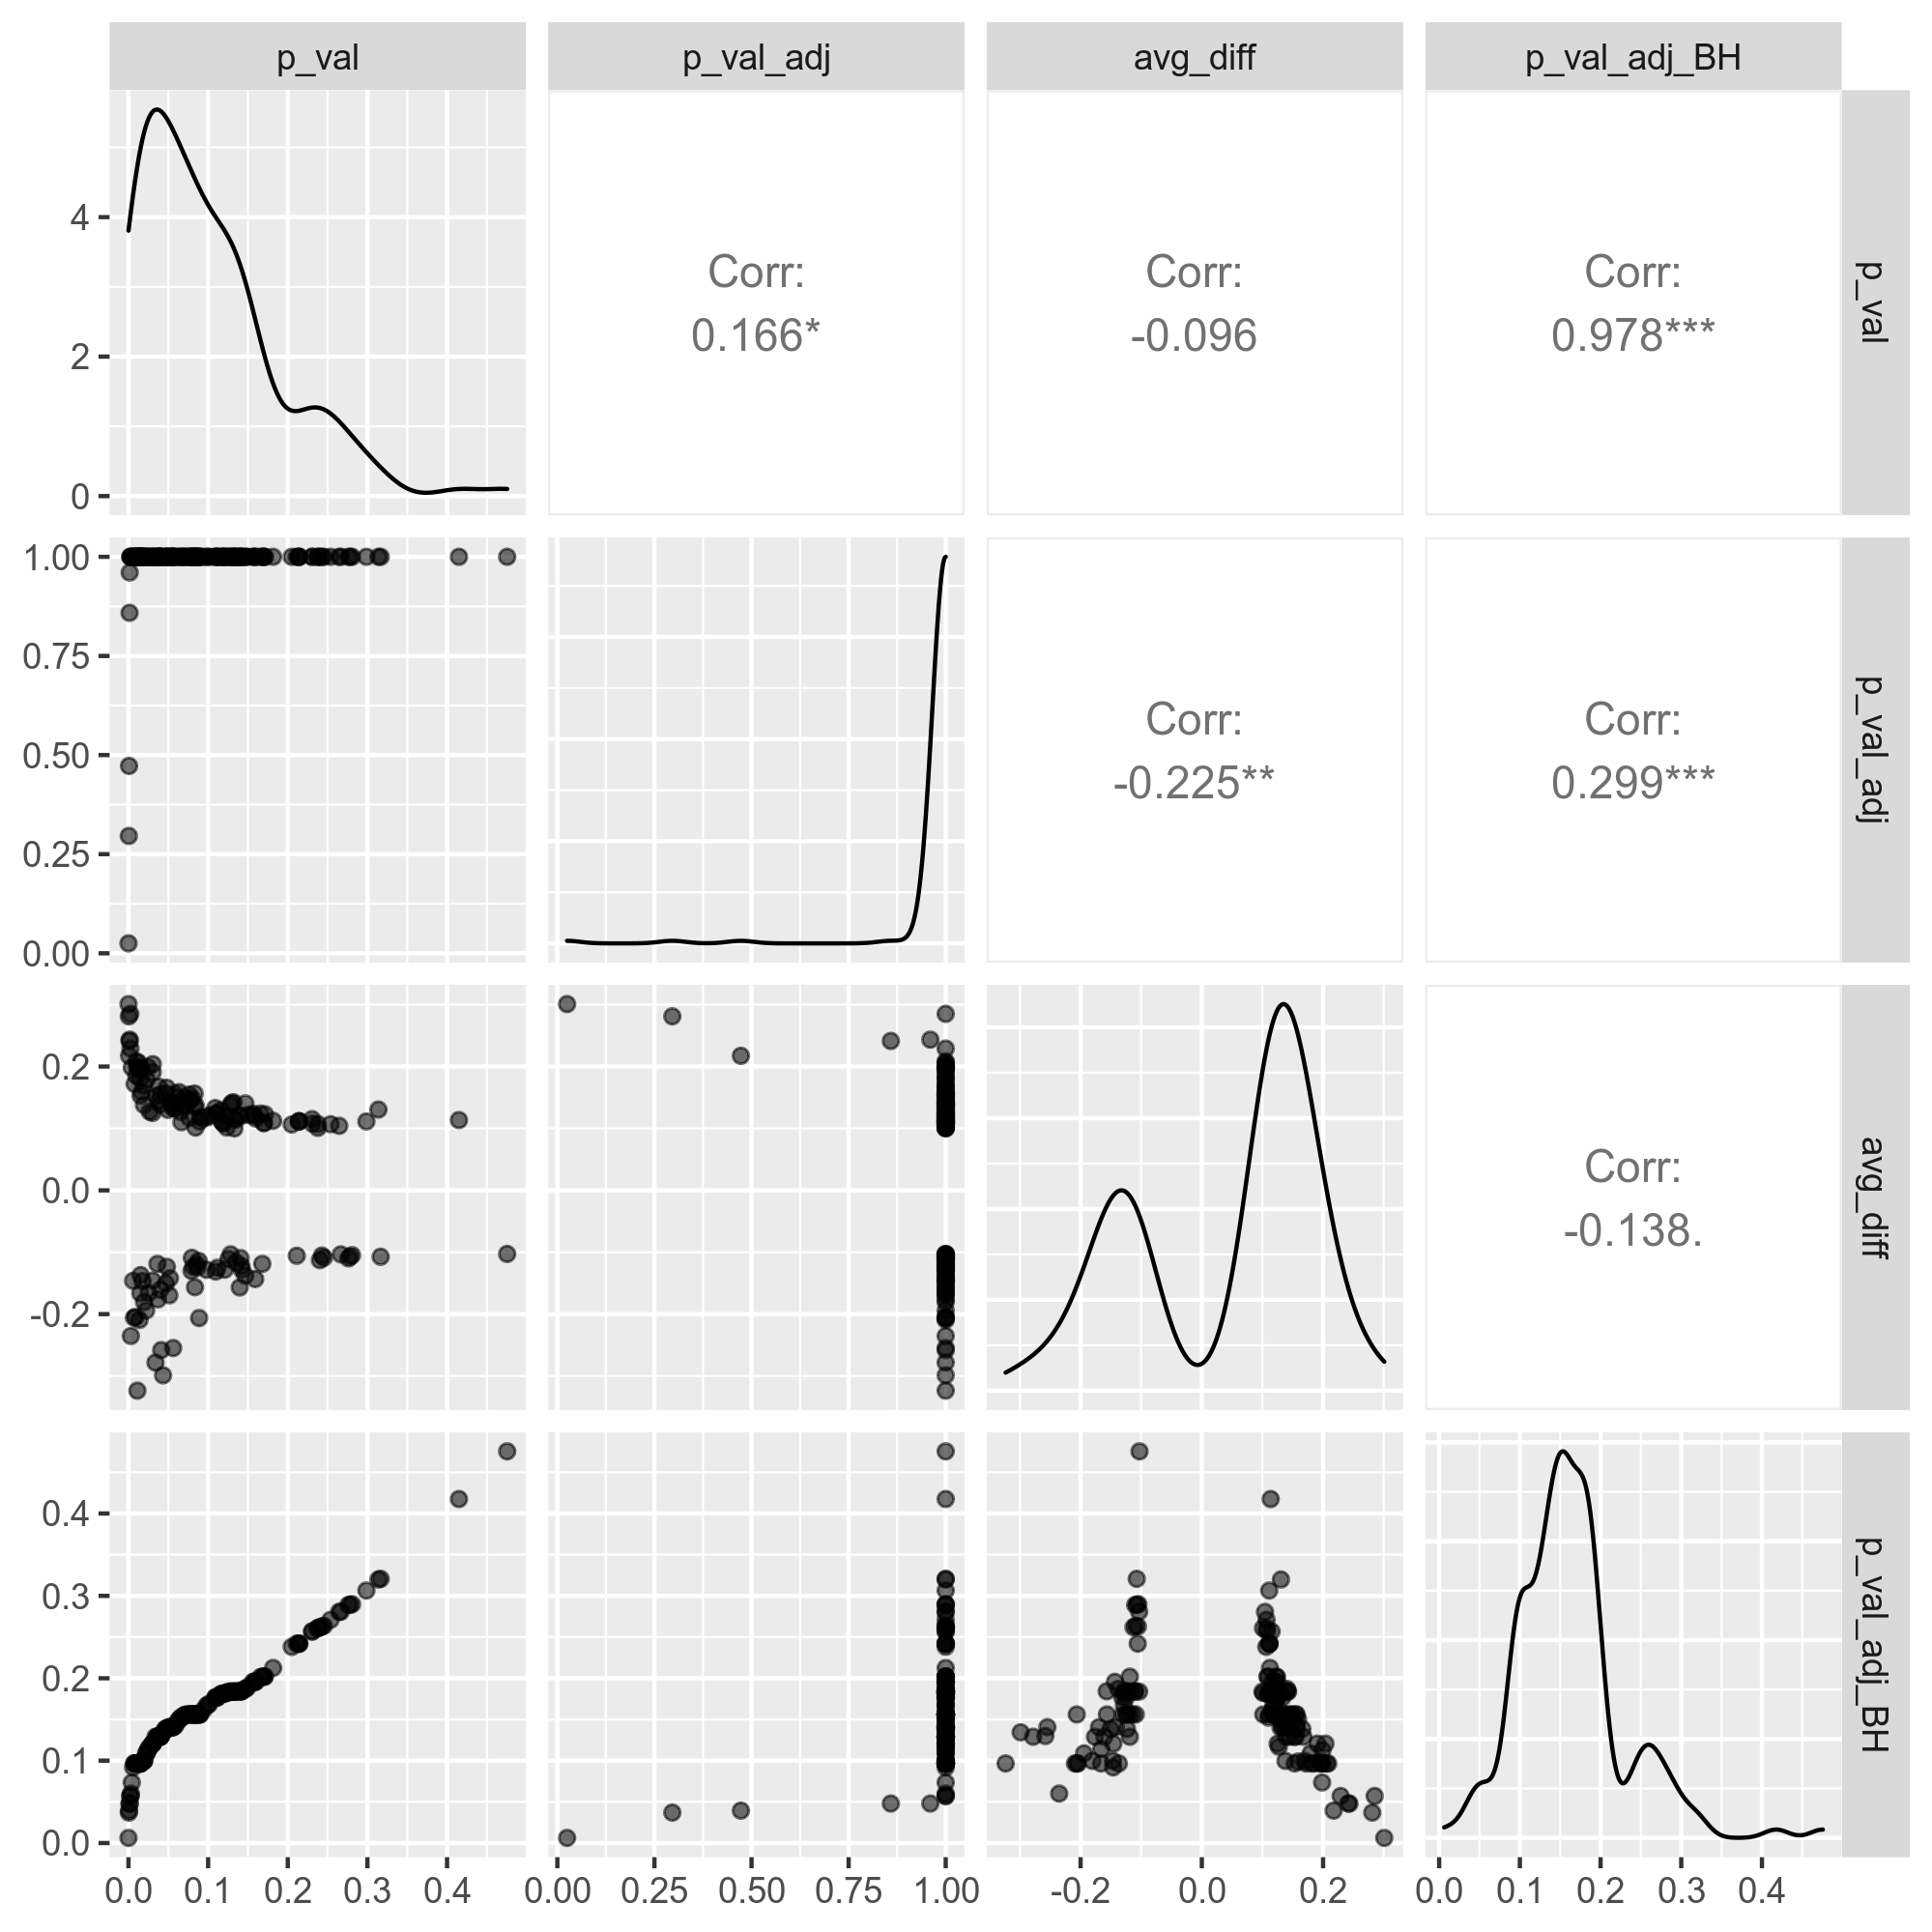 p_val
p_val_adj
avg_diff
p_val_adj_BH
4
2
0
Corr:
0.166*
Corr:
-0.096
Corr:
0.978***
p_val
1.00
0.75
0.50
0.25
0.00
Corr:
-0.225**
Corr:
0.299***
p_val_adj
0.2
0.0
-0.2
Corr:
-0.138.
avg_diff
0.4
0.3
0.2
0.1
0.0
p_val_adj_BH
0.0 0.1 0.2 0.3 0.4
0.00 0.25 0.50 0.75 1.00
-0.2 0.0 0.2
0.0 0.1 0.2 0.3 0.4